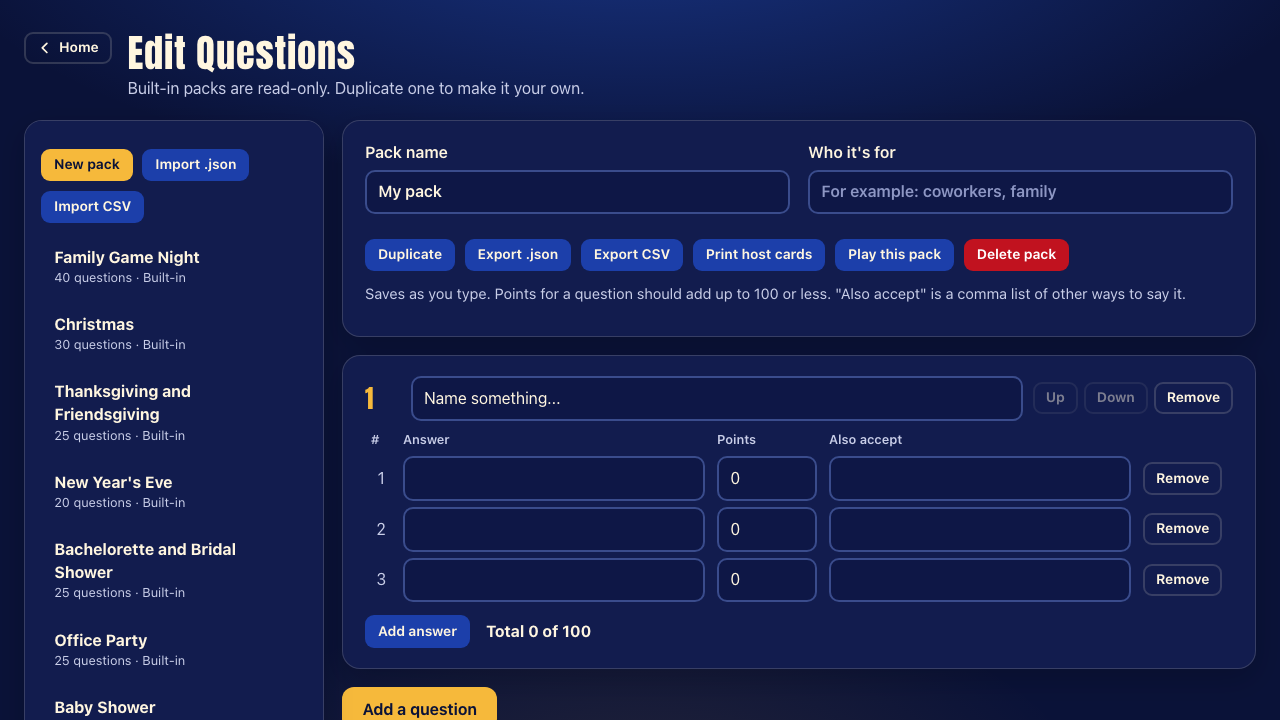 Home
Edit Questions
Built-in packs are read-only. Duplicate one to make it your own.
New pack
Import .json
Import CSV
Family Game Night
40 questions · Built-in
Christmas
30 questions · Built-in
Thanksgiving and
Friendsgiving
25 questions · Built-in
New Year's Eve
20 questions · Built-in
Bachelorette and Bridal
Shower
25 questions · Built-in
Office Party
25 questions · Built-in
Baby Shower
Pack name
My pack
Who it's for
For example: coworkers, family
Duplicate
Export .json
Export CSV
Print host cards
Play this pack
Delete pack
Saves as you type. Points for a question should add up to 100 or less. "Also accept" is a comma list of other ways to say it.
1
Name something...
Up
Down
Remove
# Answer Points Also accept
1 0 Remove
2 0 Remove
3 0 Remove
Add answer
Total 0 of 100
Add a question